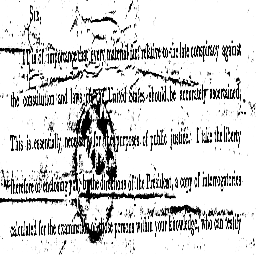 Sir,
It is of importance that every material fact relative to the late conspiracy against
the constitution and laws of the United States should be accurately ascertained.
This is essentially necessary for the purposes of public justice. I take the liberty
therefore of enclosing you by the directions of the President, a copy of interrogatories
calculated for the examination of those persons within your knowledge, who can testify